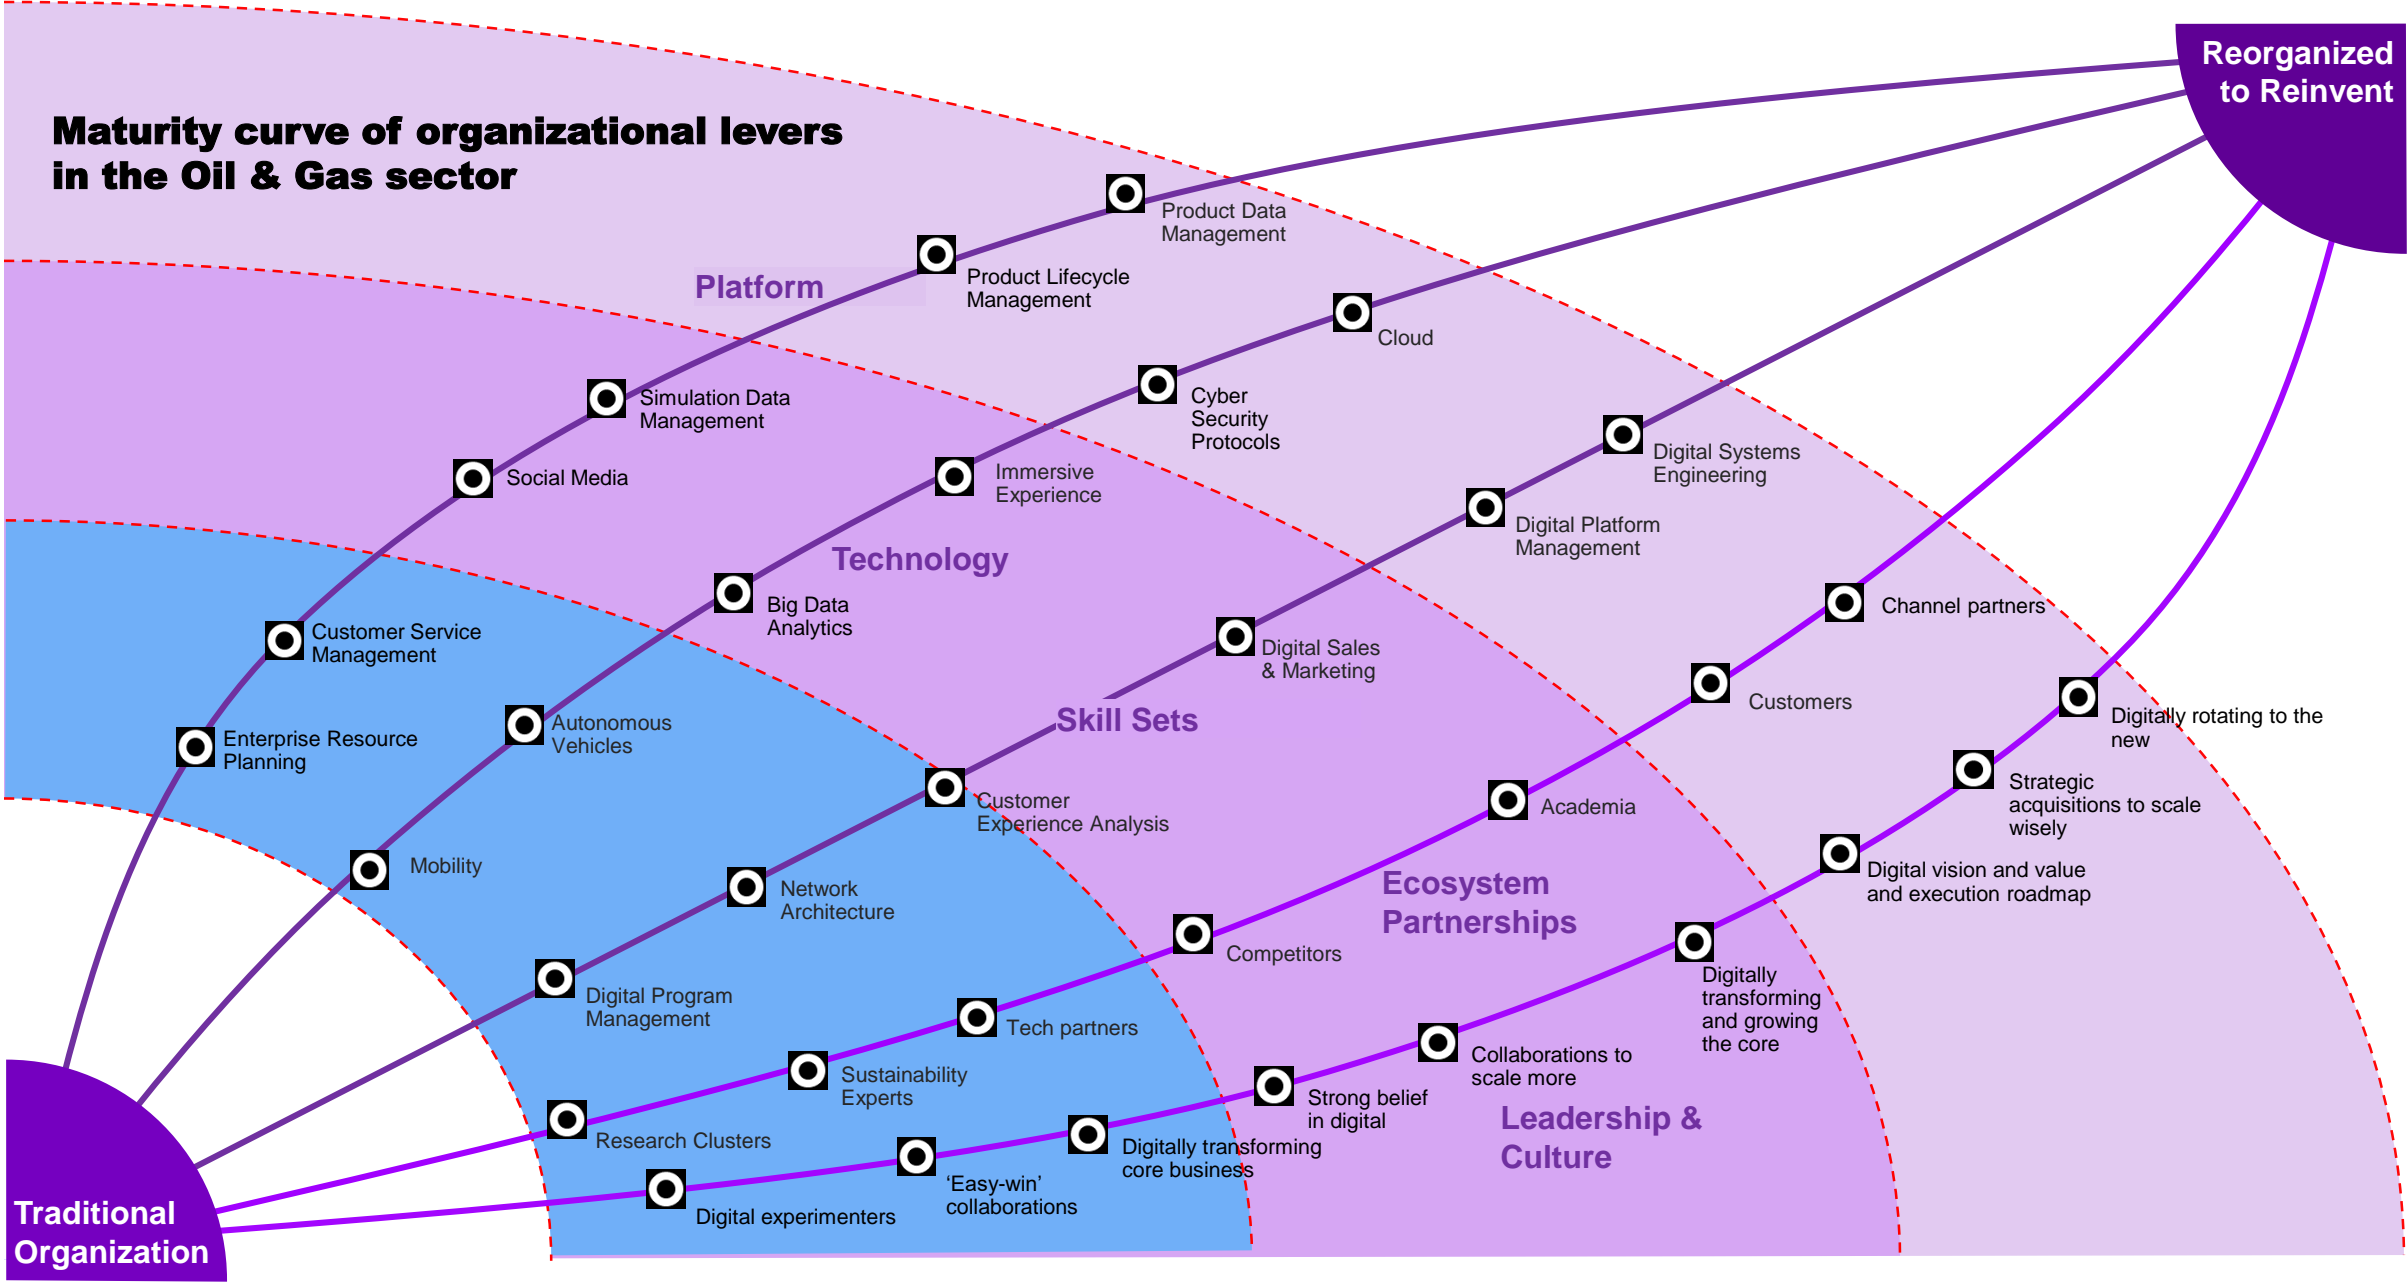 Reorganized
to Reinvent
Maturity curve of organizational levers
in the Oil & Gas sector
Product Data
Management
Platform
Product Lifecycle
Management
Cloud
Simulation Data
Management
Cyber
Security
Protocols
Social Media
Immersive
Experience
Digital Systems
Engineering
Digital Platform
Management
Technology
Big Data
Analytics
Channel partners
Customer Service
Management
Digital Sales
& Marketing
Customers
Skill Sets
Digitally rotating to the
new
Enterprise Resource
Planning
Autonomous
Vehicles
Strategic
acquisitions to scale
wisely
Customer
Experience Analysis
Academia
Mobility
Digital vision and value
and execution roadmap
Network
Architecture
Ecosystem
Partnerships
Competitors
Digitally
transforming
and growing
the core
Digital Program
Management
Tech partners
Collaborations to
scale more
Sustainability
Experts
Strong belief
in digital
Leadership &
Culture
Research Clusters
Digitally transforming
core business
‘Easy-win’
collaborations
Digital experimenters
Traditional
Organization